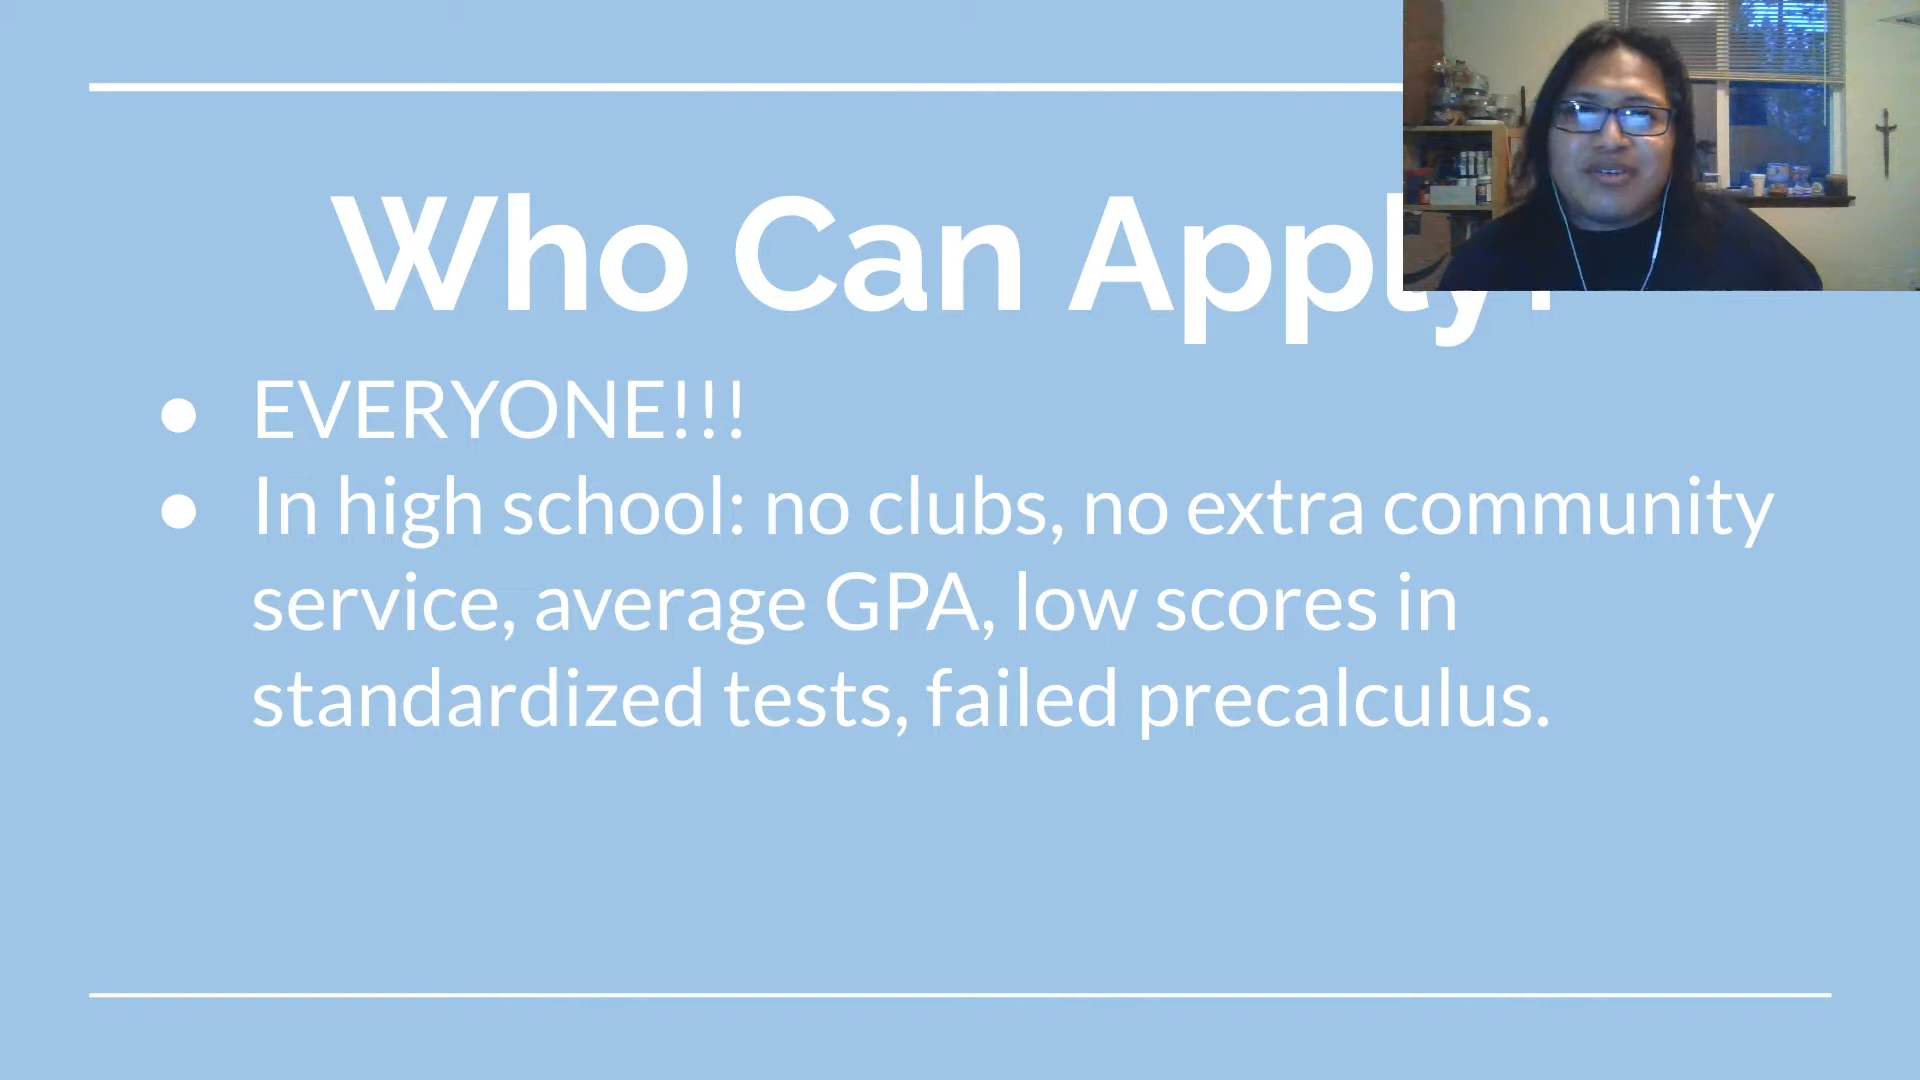 Who Can Apply?
● EVERYONE!!!
● In high school: no clubs, no extra community
service, average GPA, low scores in
standardized tests, failed precalculus.